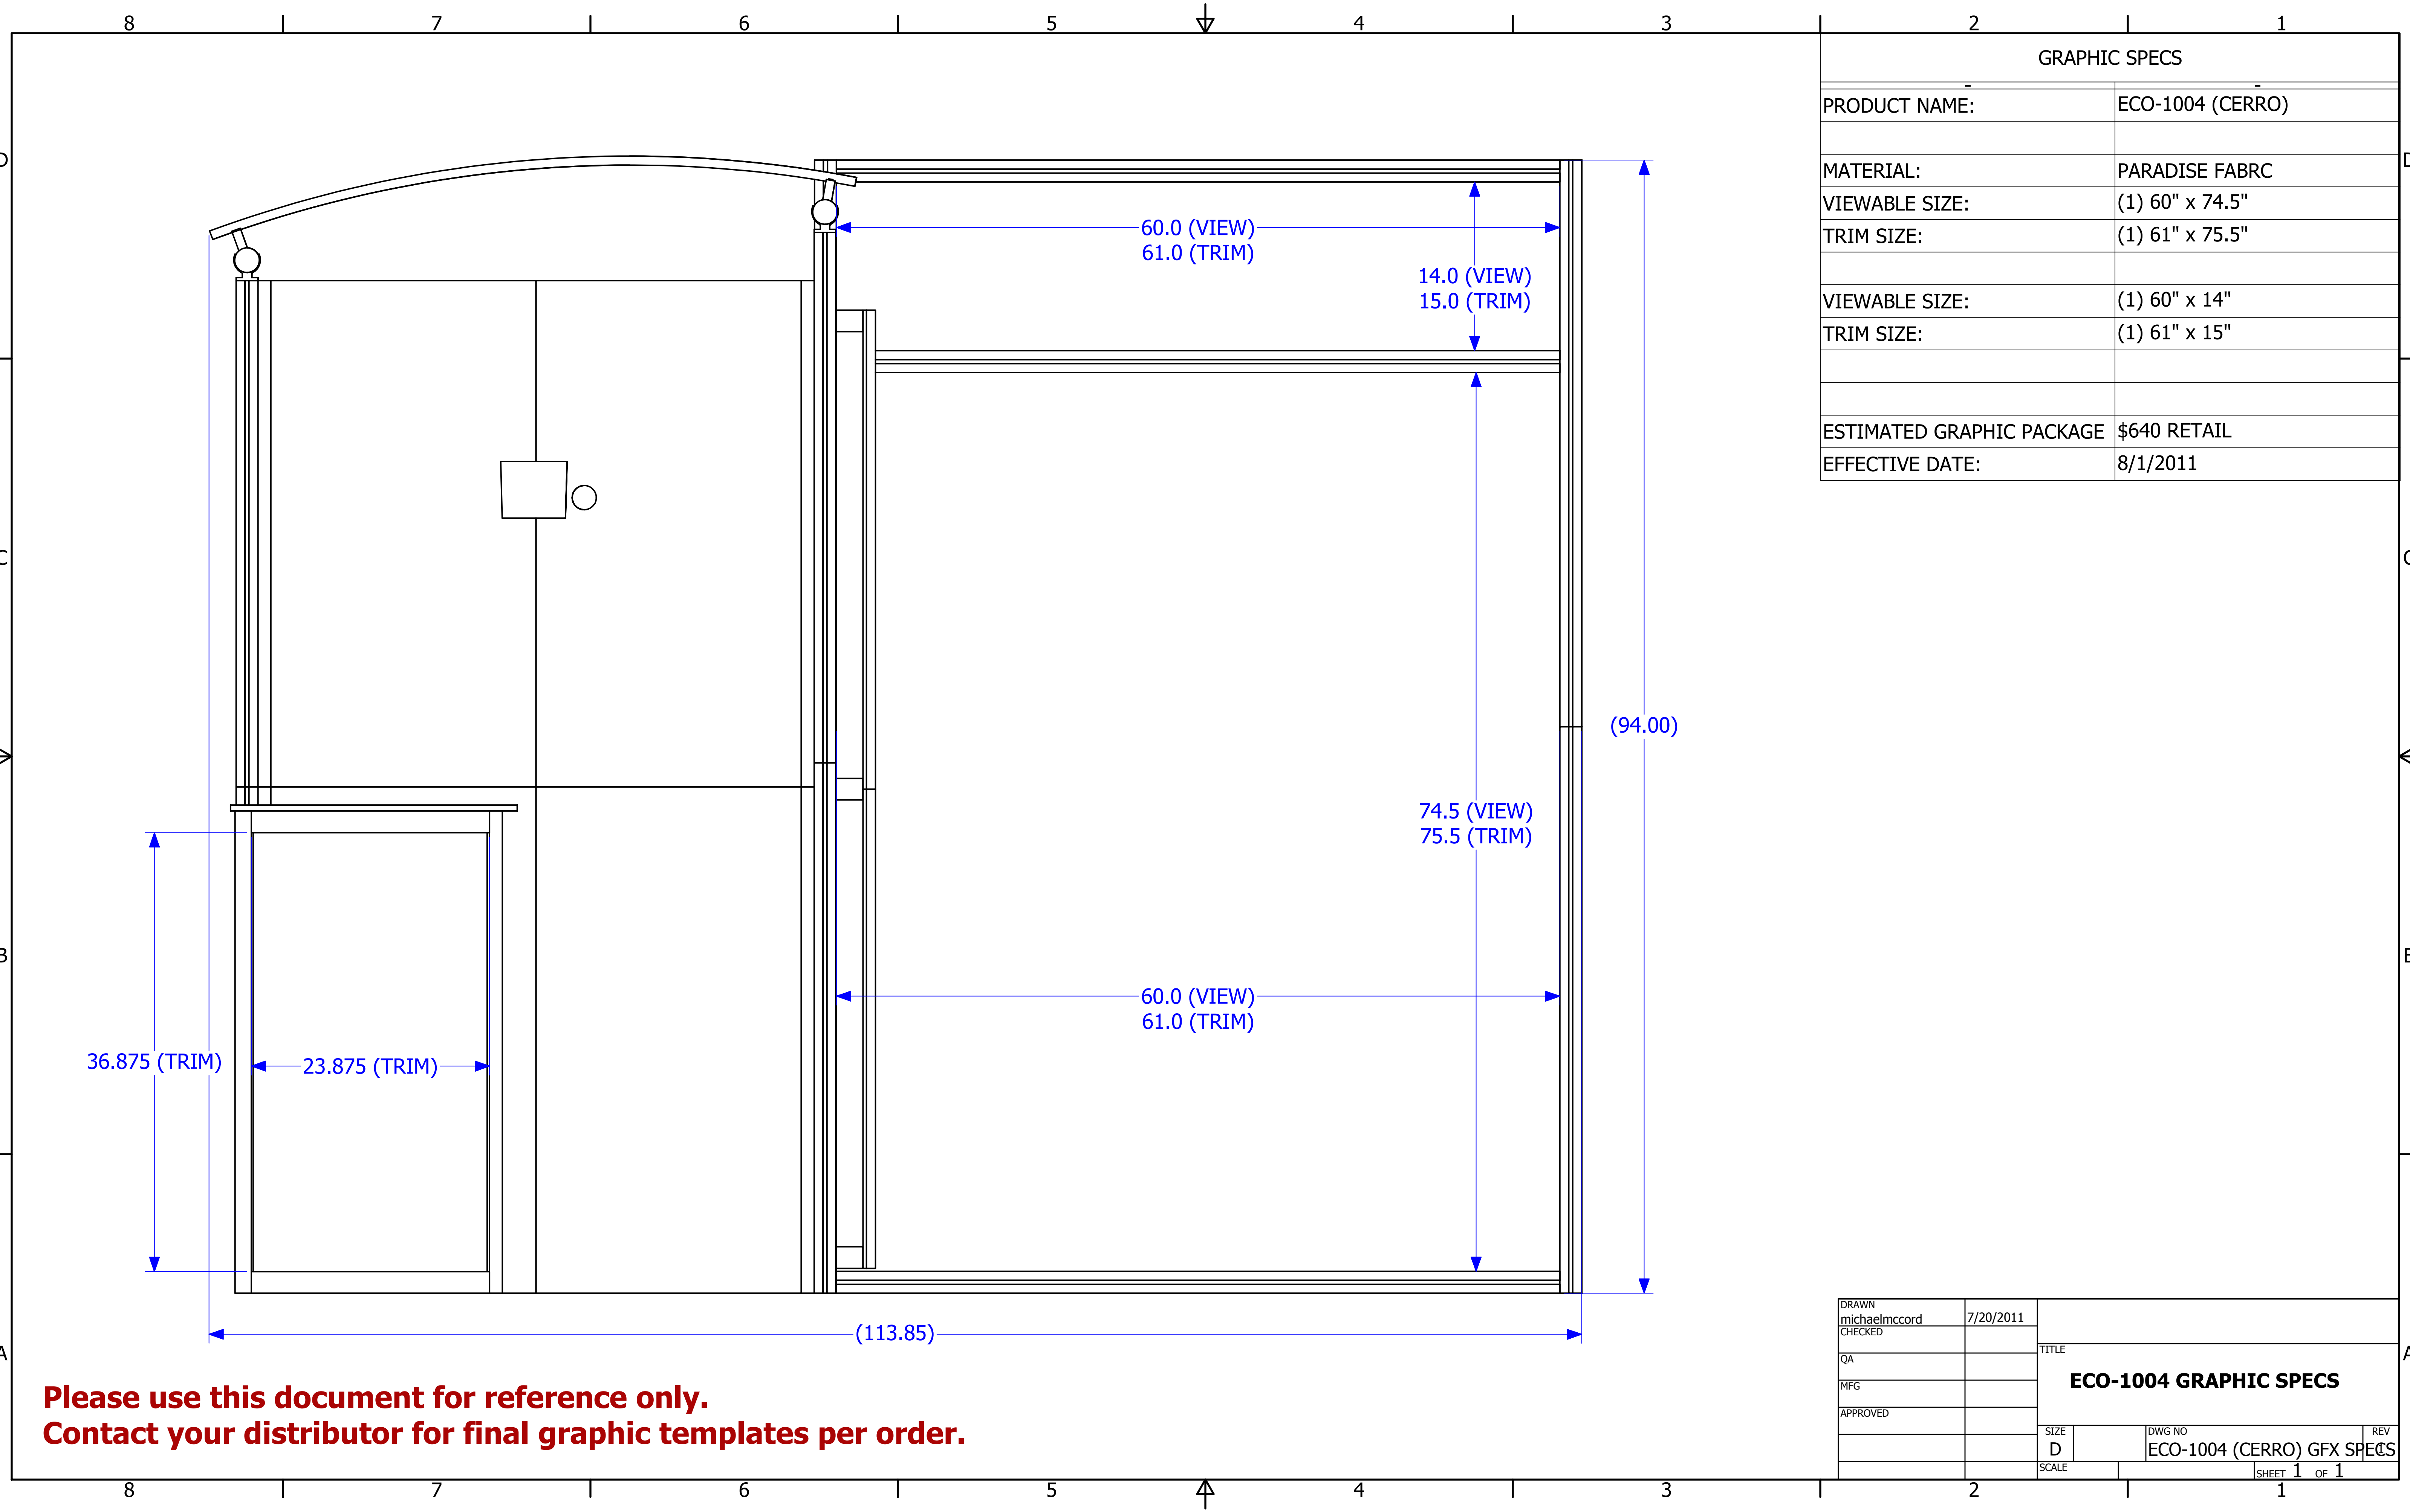 8 7 6 5 4 3 2 1
GRAPHIC SPECS
- -
PRODUCT NAME: ECO-1004 (CERRO)
MATERIAL: PARADISE FABRC
VIEWABLE SIZE: (1) 60" x 74.5"
TRIM SIZE: (1) 61" x 75.5"
VIEWABLE SIZE: (1) 60" x 14"
TRIM SIZE: (1) 61" x 15"
ESTIMATED GRAPHIC PACKAGE $640 RETAIL
EFFECTIVE DATE: 8/1/2011
D D
60.0 (VIEW)
61.0 (TRIM)
14.0 (VIEW)
15.0 (TRIM)
C C
(94.00)
74.5 (VIEW)
75.5 (TRIM)
B B
60.0 (VIEW)
61.0 (TRIM)
36.875 (TRIM)
23.875 (TRIM)
(113.85)
A A
Please use this document for reference only.
Contact your distributor for final graphic templates per order.
DRAWN
michaelmccord 7/20/2011
CHECKED
QA
MFG
APPROVED
TITLE
ECO-1004 GRAPHIC SPECS
SIZE
D
DWG NO
ECO-1004 (CERRO) GFX SPECS
REV
SCALE
SHEET 1 OF 1
8 7 6 5 4 3 2 1